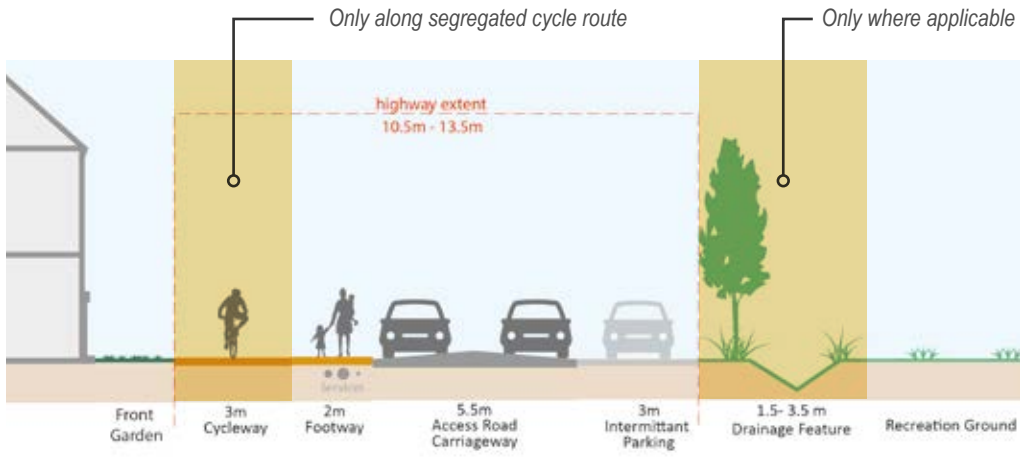 Only along segregated cycle route
Only where applicable
highway extent
10.5m - 13.5m
services
Front
Garden
3m
Cycleway
2m
Footway
5.5m
Access Road
Carriageway
3m
Intermittant
Parking
1.5- 3.5 m
Drainage Feature
Recreation Ground